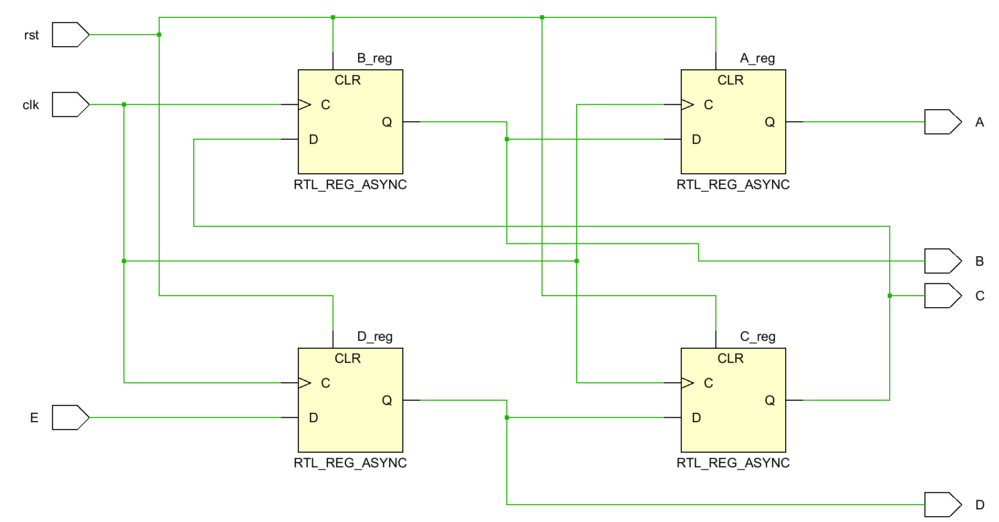 rst
B_reg
A_reg
CLR
CLR
clk
C
C
Q
Q
A
D
D
RTL_REG_ASYNC
RTL_REG_ASYNC
B
C
D_reg
C_reg
CLR
CLR
C
C
Q
Q
E
D
D
RTL_REG_ASYNC
RTL_REG_ASYNC
D